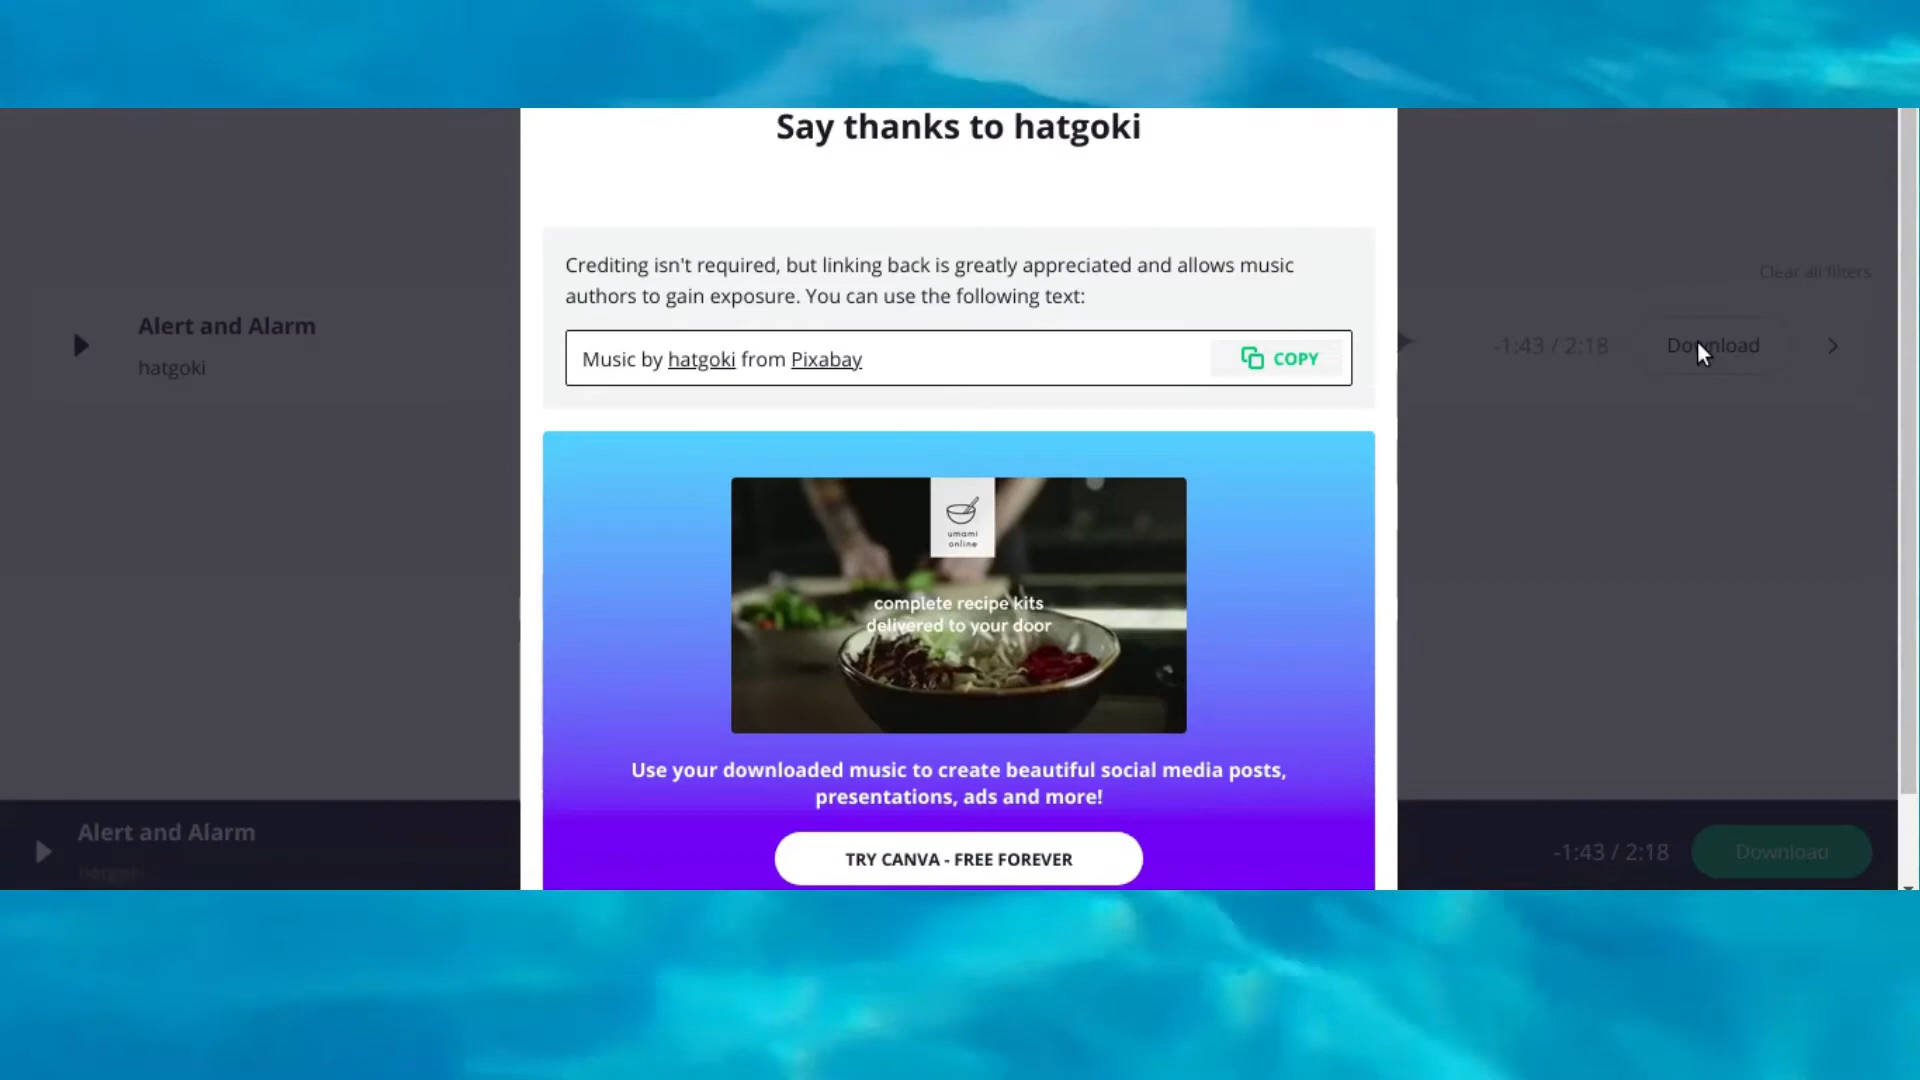 Say thanks to hatgoki
Crediting isn't required, but linking back is greatly appreciated and allows music
authors to gain exposure. You can use the following text:
Music by hatgoki from Pixabay
COPY
Clear all filters
Alert and Alarm
hatgoki
-1:43 / 2:18
Download
umami
online
complete recipe kits
delivered to your door
Use your downloaded music to create beautiful social media posts,
presentations, ads and more!
TRY CANVA - FREE FOREVER
Alert and Alarm
hatgoki
-1:43 / 2:18
Download